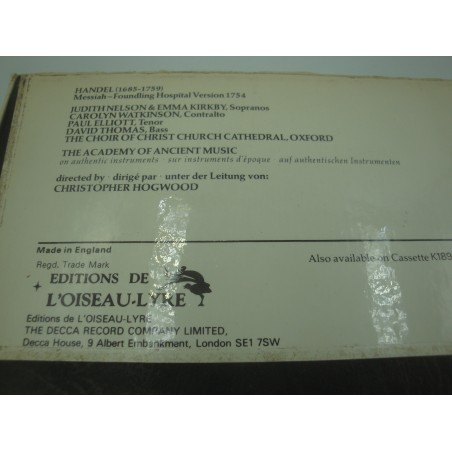 HANDEL (1685-1759)
Messiah–Foundling Hospital Version 1754
JUDITH NELSON & EMMA KIRKBY, Sopranos
CAROLYN WATKINSON, Contralto
PAUL ELLIOTT, Tenor
DAVID THOMAS, Bass
THE CHOIR OF CHRIST CHURCH CATHEDRAL, OXFORD
THE ACADEMY OF ANCIENT MUSIC
on authentic instruments · sur instruments d'époque · auf authentischen Instrumenten
directed by · dirigé par · unter der Leitung von:
CHRISTOPHER HOGWOOD
Made in England
Also available on Cassette K189
Regd. Trade Mark
EDITIONS DE
L'OISEAU-LYRE
Editions de L'OISEAU-LYRE
THE DECCA RECORD COMPANY LIMITED,
Decca House, 9 Albert Embankment, London SE1 7SW